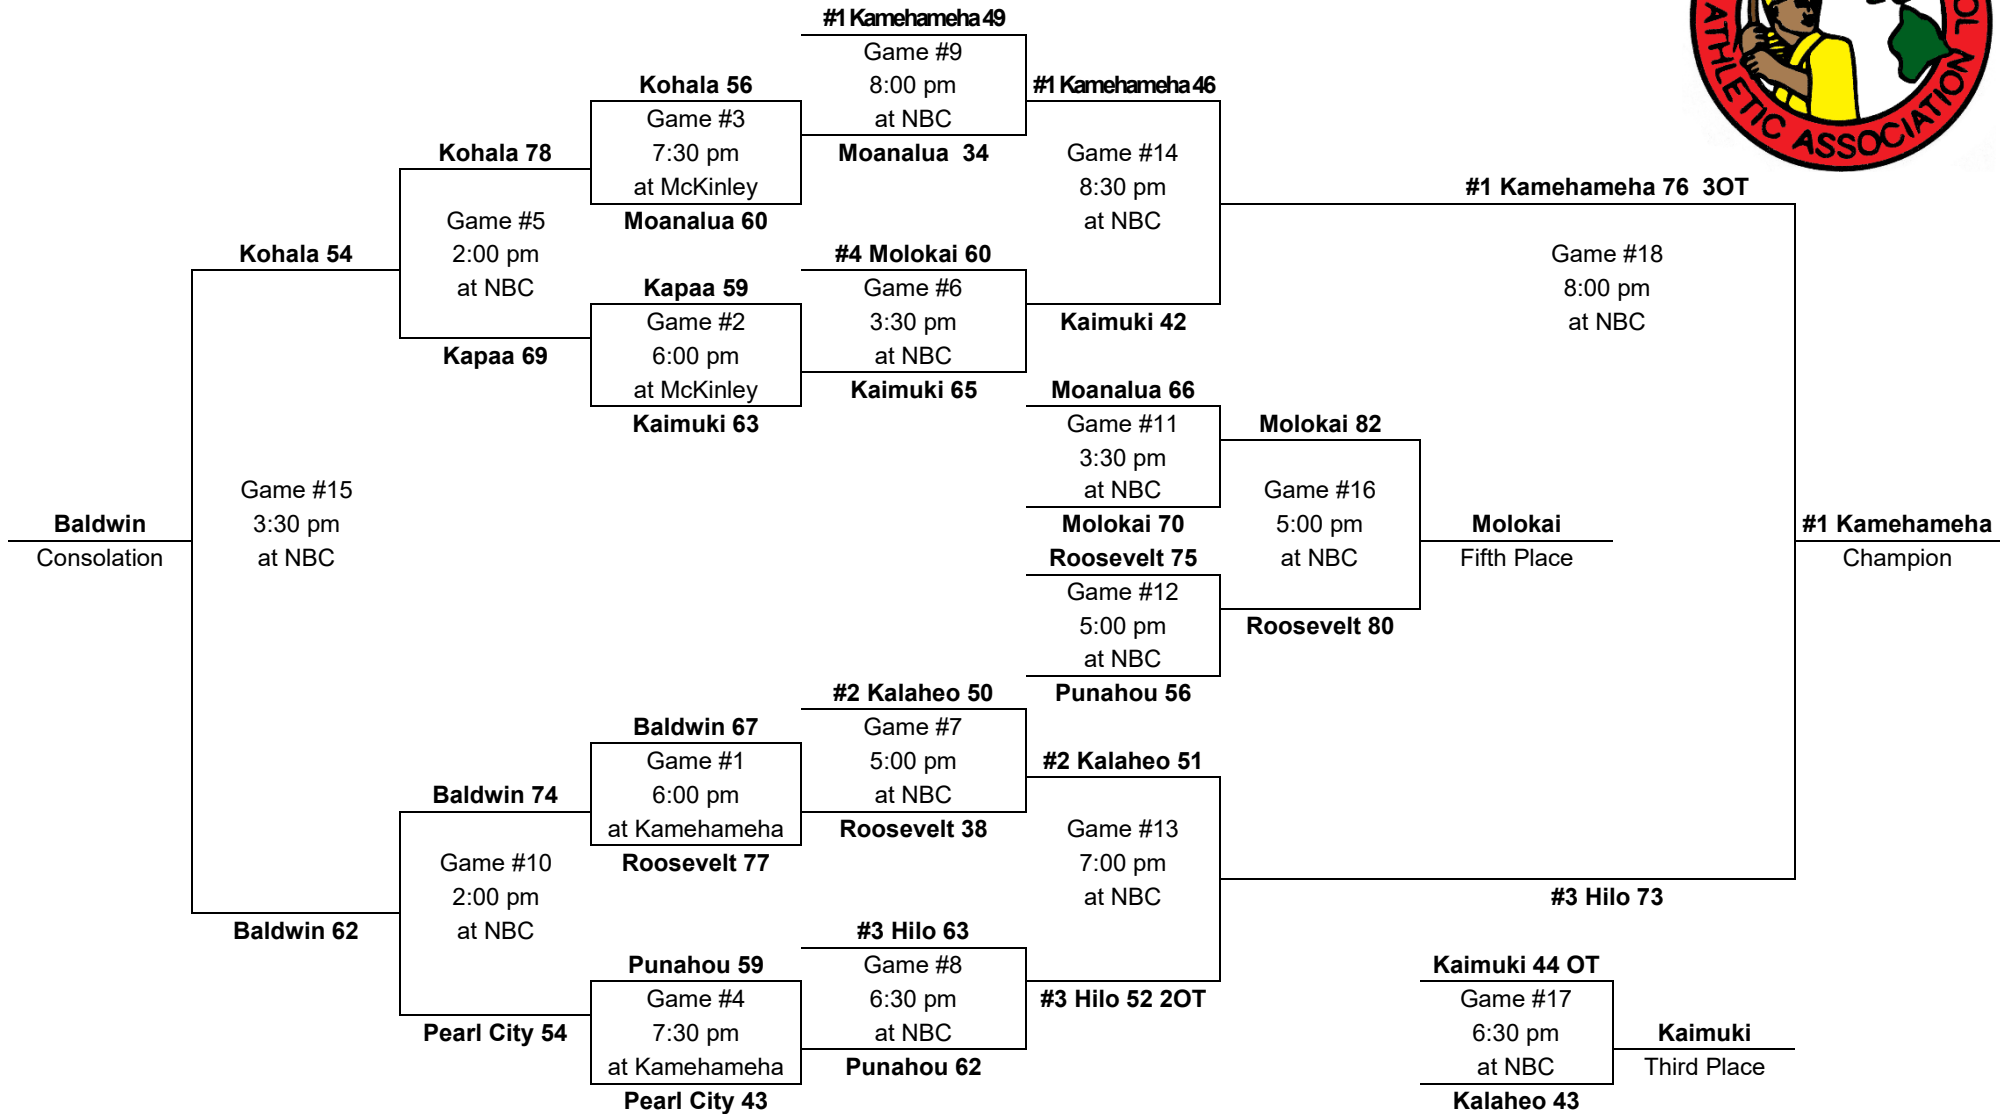 #1 Kamehameha 49
Game #9
8:00 pm
at NBC
Moanalua 34
Kohala 56
Game #3
7:30 pm
at McKinley
Moanalua 60
#1 Kamehameha 46
Game #14
8:30 pm
at NBC
Kaimuki 42
Kohala 78
Game #5
2:00 pm
at NBC
Kapaa 69
Kohala 54
#4 Molokai 60
Game #6
3:30 pm
at NBC
Kaimuki 65
Kapaa 59
Game #2
6:00 pm
at McKinley
Kaimuki 63
#1 Kamehameha 76 3OT
Game #18
8:00 pm
at NBC
#3 Hilo 73
Moanalua 66
Game #11
3:30 pm
at NBC
Molokai 70
Molokai 82
Game #16
5:00 pm
at NBC
Roosevelt 80
Molokai
Fifth Place
Roosevelt 75
Game #12
5:00 pm
at NBC
Punahou 56
Baldwin
Consolation
Game #15
3:30 pm
at NBC
#1 Kamehameha
Champion
#2 Kalaheo 50
Game #7
5:00 pm
at NBC
Roosevelt 38
Baldwin 67
Game #1
6:00 pm
at Kamehameha
Roosevelt 77
#2 Kalaheo 51
Game #13
7:00 pm
at NBC
#3 Hilo 52 2OT
Baldwin 74
Game #10
2:00 pm
at NBC
Pearl City 54
Baldwin 62
#3 Hilo 63
Game #8
6:30 pm
at NBC
Punahou 62
Punahou 59
Game #4
7:30 pm
at Kamehameha
Pearl City 43
Kaimuki 44 OT
Game #17
6:30 pm
at NBC
Kalaheo 43
Kaimuki
Third Place
ATHLETIC ASSOCIATION